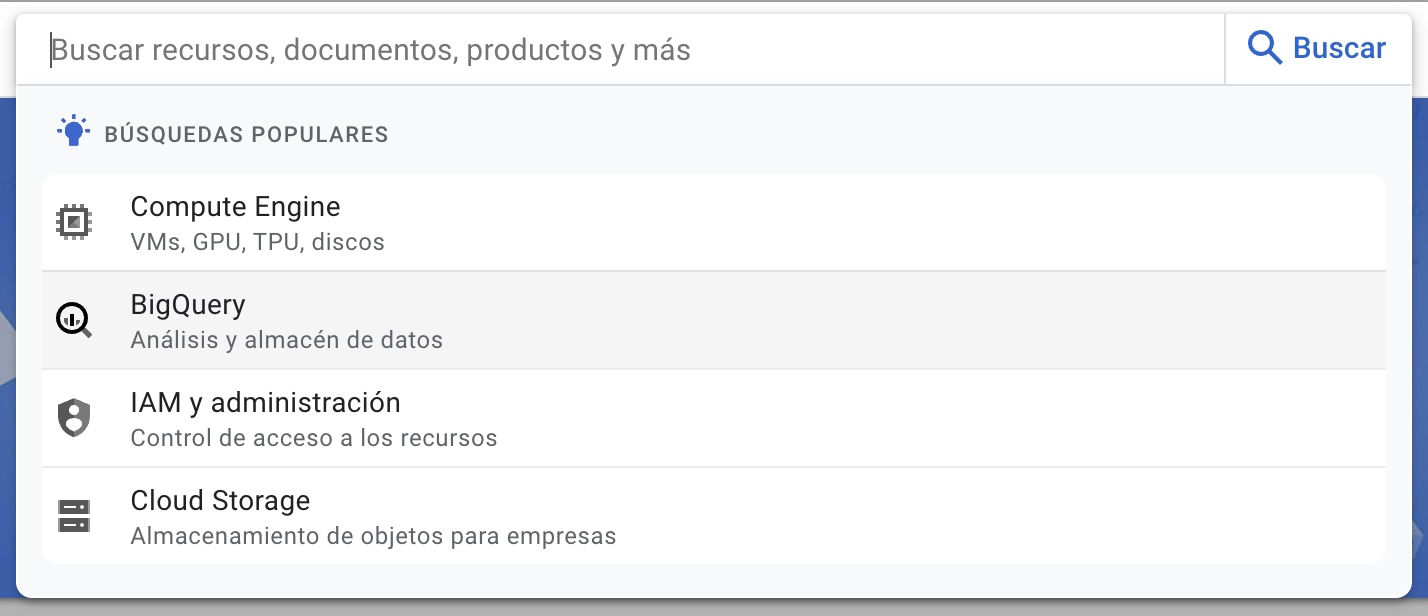 Buscar recursos, documentos, productos y más
Buscar
BÚSQUEDAS POPULARES
Compute Engine
VMs, GPU, TPU, discos
BigQuery
Análisis y almacén de datos
IAM y administración
Control de acceso a los recursos
Cloud Storage
Almacenamiento de objetos para empresas